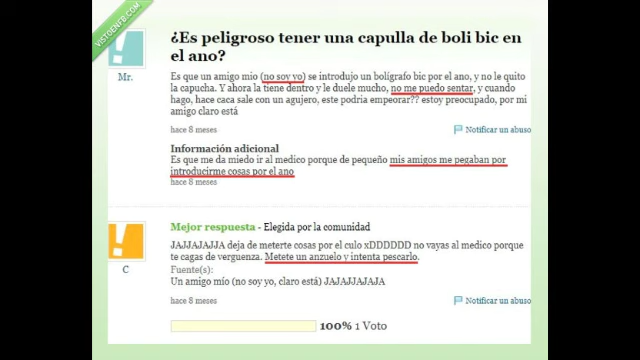 VISTOENFB.COM
¿Es peligroso tener una capulla de boli bic en
el ano?
Es que un amigo mio (no soy yo) se introdujo un bolígrafo bic por el ano, y no le quito
la capucha. Y ahora la tiene dentro y le duele mucho, no me puedo sentar, y cuando
hago, hace caca sale con un agujero, este podria empeorar?? estoy preocupado, por mi
amigo claro está
Mr.
hace 8 meses
Notificar un abuso
Información adicional
Es que me da miedo ir al medico porque de pequeño mis amigos me pegaban por
introducirme cosas por el ano
hace 8 meses
Mejor respuesta - Elegida por la comunidad
JAJJAJAJJA deja de meterte cosas por el culo xDDDDDD no vayas al medico porque
te cagas de verguenza. Metete un anzuelo y intenta pescarlo.
C
Fuente(s):
Un amigo mío (no soy yo, claro está) JAJAJJAJAJA
hace 8 meses
Notificar un abuso
100% 1 Voto